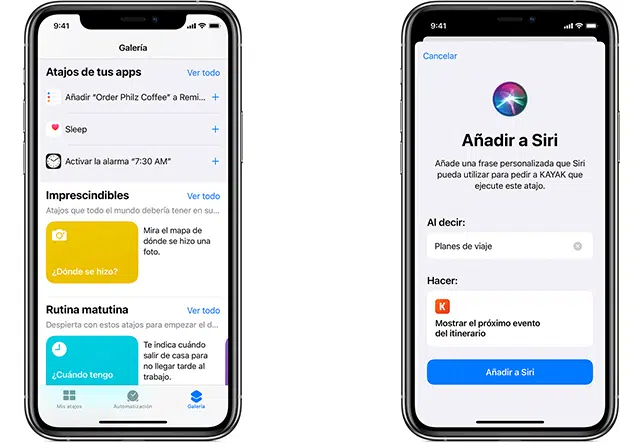 9:41
Galería
Atajos de tus apps
Ver todo
Añadir “Order Philz Coffee” a Remi...
Sleep
Activar la alarma “7:30 AM”
Imprescindibles
Ver todo
Atajos que todo el mundo debería tener en su...
¿Dónde se hizo?
Mira el mapa de
dónde se hizo una
foto.
Rutina matutina
Ver todo
Despierta con estos atajos para empezar el d...
¿Cuándo tengo
Te indica cuándo
salir de casa para
no llegar tarde al
trabajo.
Mis atajos
Automatización
Galería
9:41
Cancelar
Añadir a Siri
Añade una frase personalizada que Siri
pueda utilizar para pedir a KAYAK que
ejecute este atajo.
Al decir:
Planes de viaje
Hacer:
K
Mostrar el próximo evento
del itinerario
Añadir a Siri